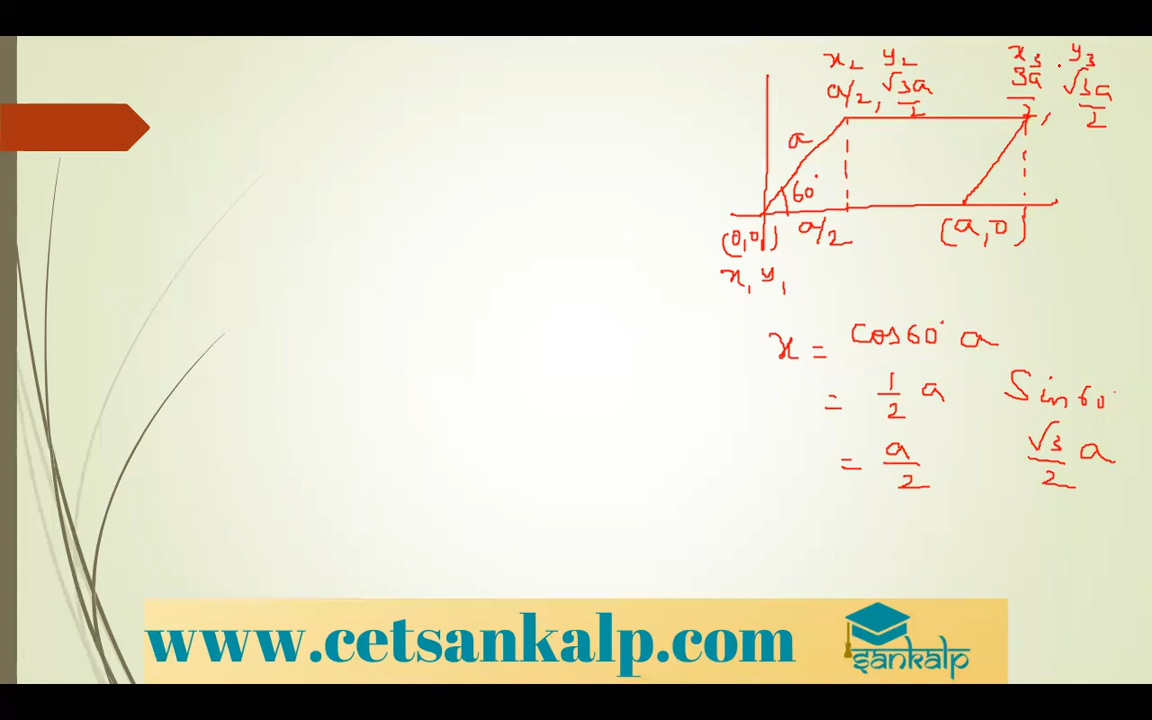 x₂ y₂
a/2, √3a/2
x₃ y₃
3a/2, √3a/2
a
60°
(0,0)
a/2
(a,0)
x₁ y₁
x = cos60° a
= 1/2 a
Sin60°
= a/2
√3/2 a
www.cetsankalp.com
sankalp